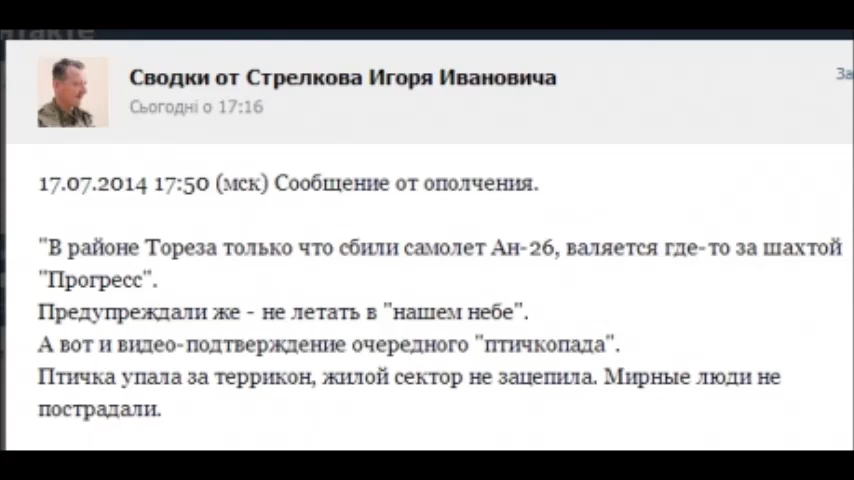 Сводки от Стрелкова Игоря Ивановича
За
Сьогодні о 17:16
17.07.2014 17:50 (мск) Сообщение от ополчения.
"В районе Тореза только что сбили самолет Ан-26, валяется где-то за шахтой
"Прогресс".
Предупреждали же - не летать в "нашем небе".
А вот и видео-подтверждение очередного "птичкопада".
Птичка упала за террикон, жилой сектор не зацепила. Мирные люди не
пострадали.